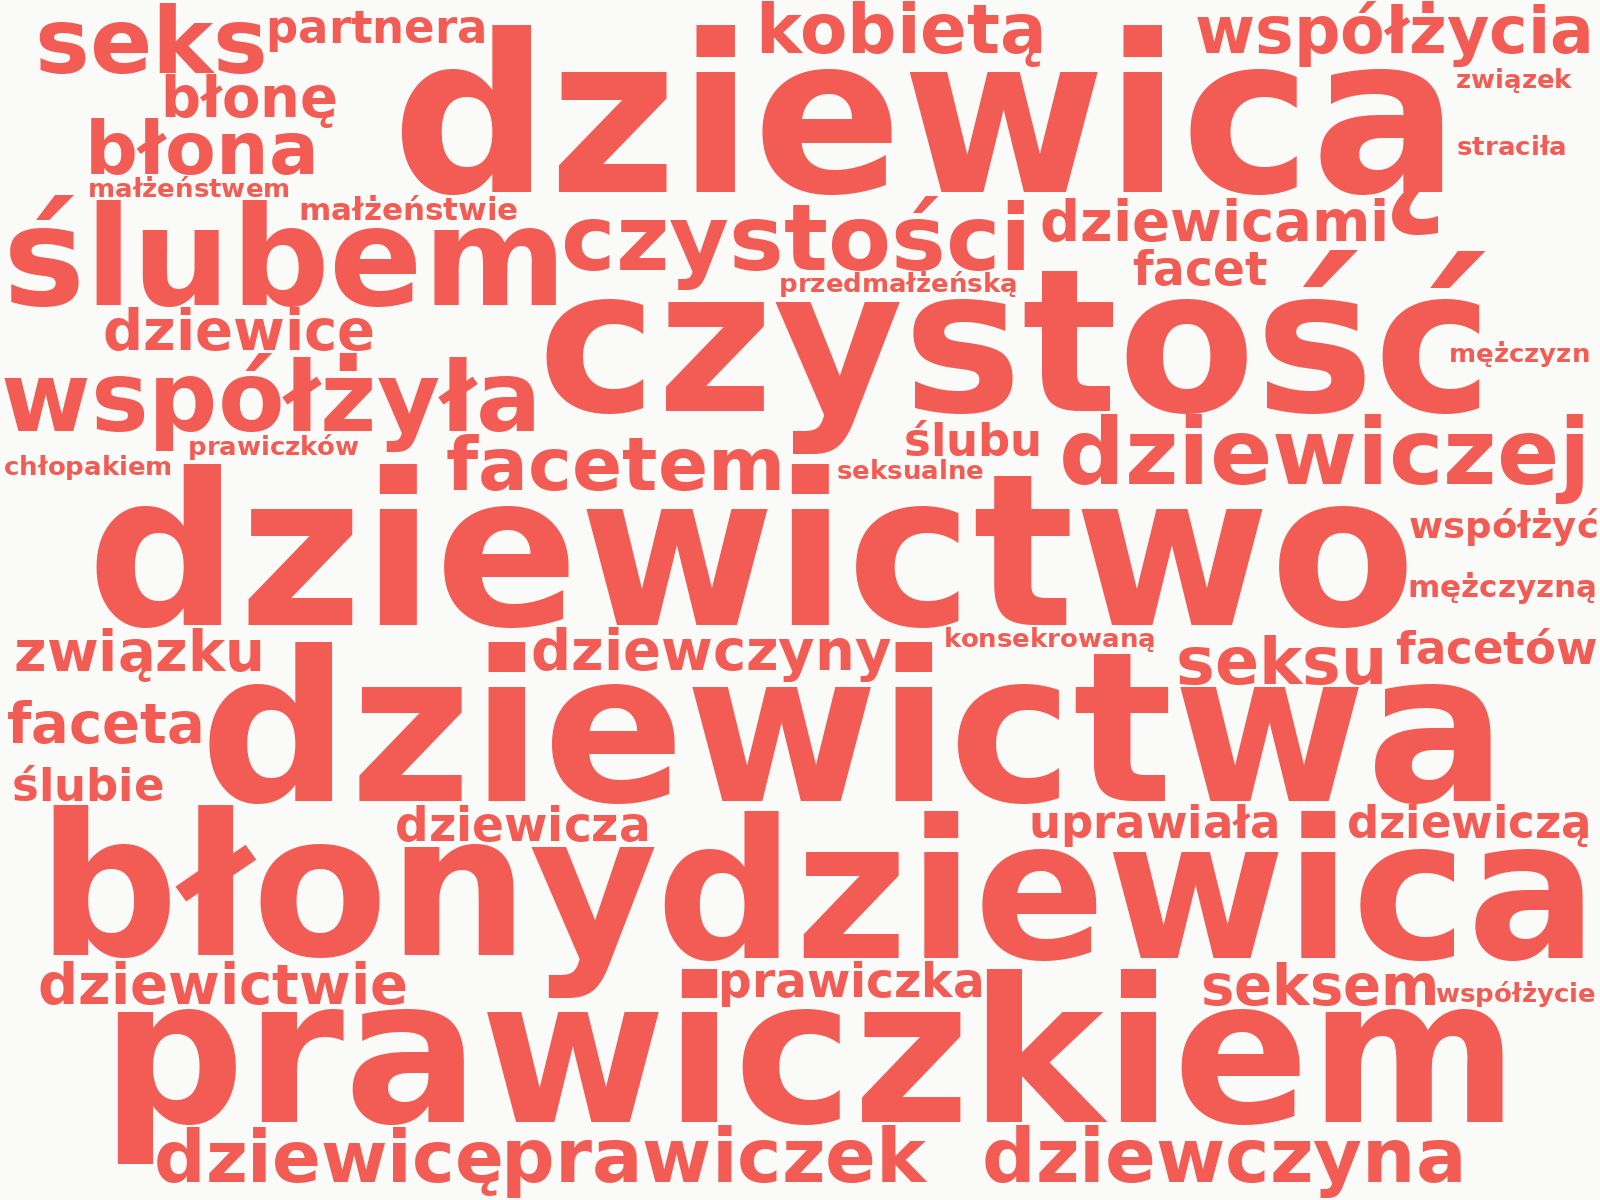 seks partnera kobietą współżycia
błonę dziewicą związek
błona straciła
małżeństwem małżeństwie
ślubem czystości dziewicami
przedmałżeńską facet
dziewice czystość mężczyzn
współżyła
prawiczków ślubu dziewiczej
chłopakiem facetem seksualne
dziewictwo współżyć
mężczyzną
związku dziewczyny konsekrowaną seksu facetów
faceta dziewictwa
ślubie
dziewicza uprawiała dziewiczą
błony dziewica
dziewictwie prawiczka seksem współżycie
prawiczkiem
dziewicę prawiczek dziewczyna